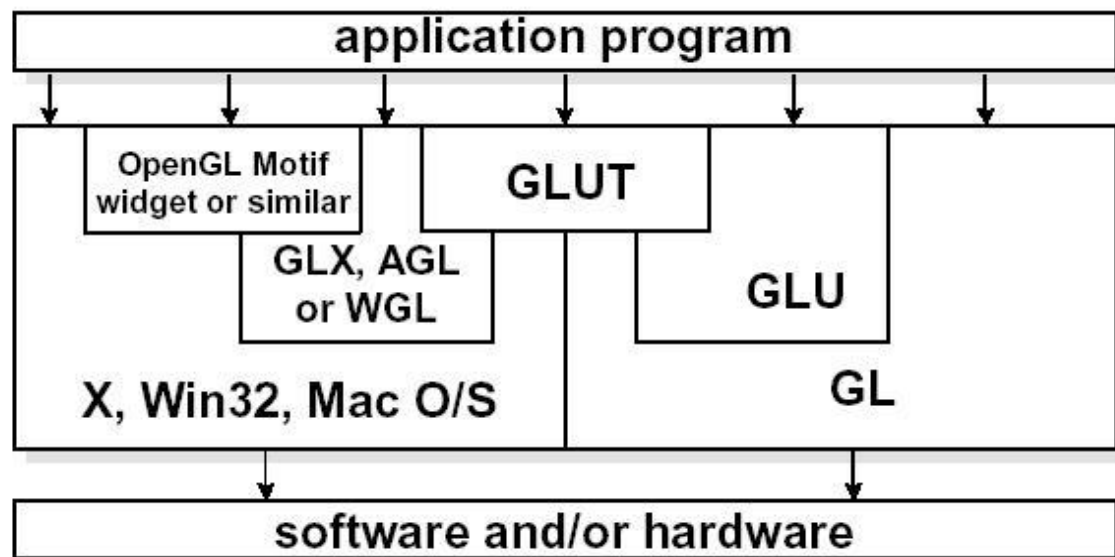 application program
OpenGL Motif
widget or similar
GLUT
GLX, AGL
or WGL
GLU
X, Win32, Mac O/S
GL
software and/or hardware